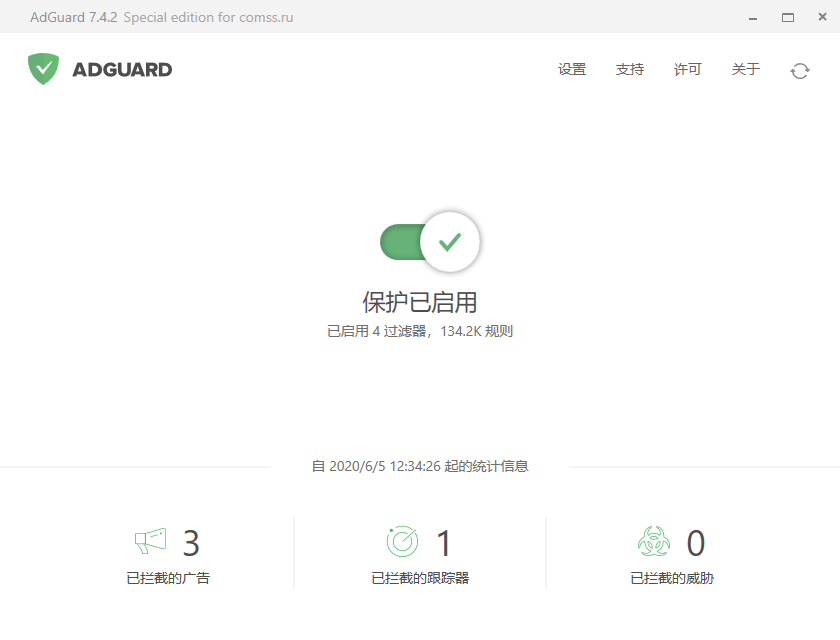 AdGuard 7.4.2 Special edition for comss.ru
ADGUARD
设置 支持 许可 关于
保护已启用
已启用 4 过滤器，134.2K 规则
自 2020/6/5 12:34:26 起的统计信息
3 1 0
已拦截的广告 已拦截的跟踪器 已拦截的威胁